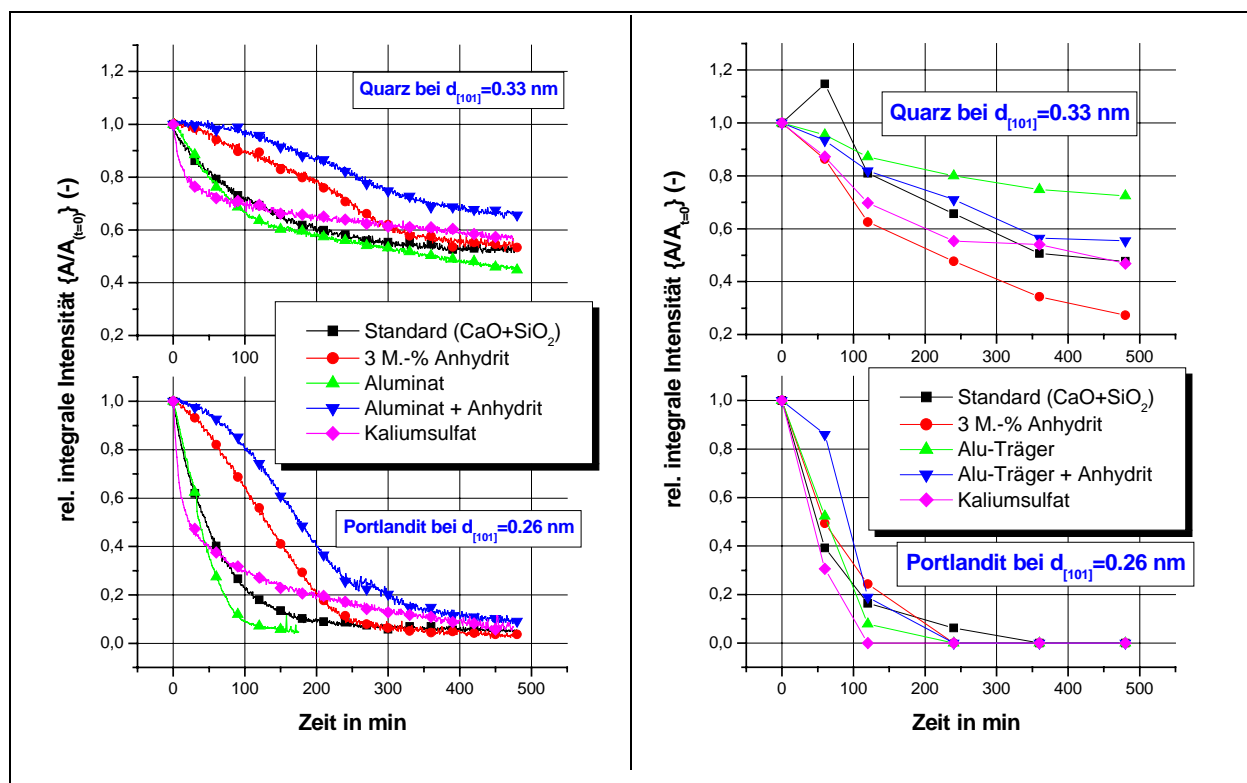 1,2
1,0
0,8
0,6
0,4
0,2
Quarz bei d[101]=0.33 nm
0 100 200 300 400 500
Standard (CaO+SiO2)
3 M.-% Anhydrit
Aluminat
Aluminat + Anhydrit
Kaliumsulfat
1,0
0,8
0,6
0,4
0,2
0,0
Portlandit bei d[101]=0.26 nm
0 100 200 300 400 500
Zeit in min
rel. integrale Intensität {A/A(t=0)} (-)
1,2
1,0
0,8
0,6
0,4
0,2
Quarz bei d[101]=0.33 nm
0 100
Standard (CaO+SiO2)
3 M.-% Anhydrit
Alu-Träger
Alu-Träger + Anhydrit
Kaliumsulfat
1,0
0,8
0,6
0,4
0,2
0,0
Portlandit bei d[101]=0.26 nm
0 100 200 300 400 500
Zeit in min
rel. integrale Intensität {A/A(t=0)} (-)